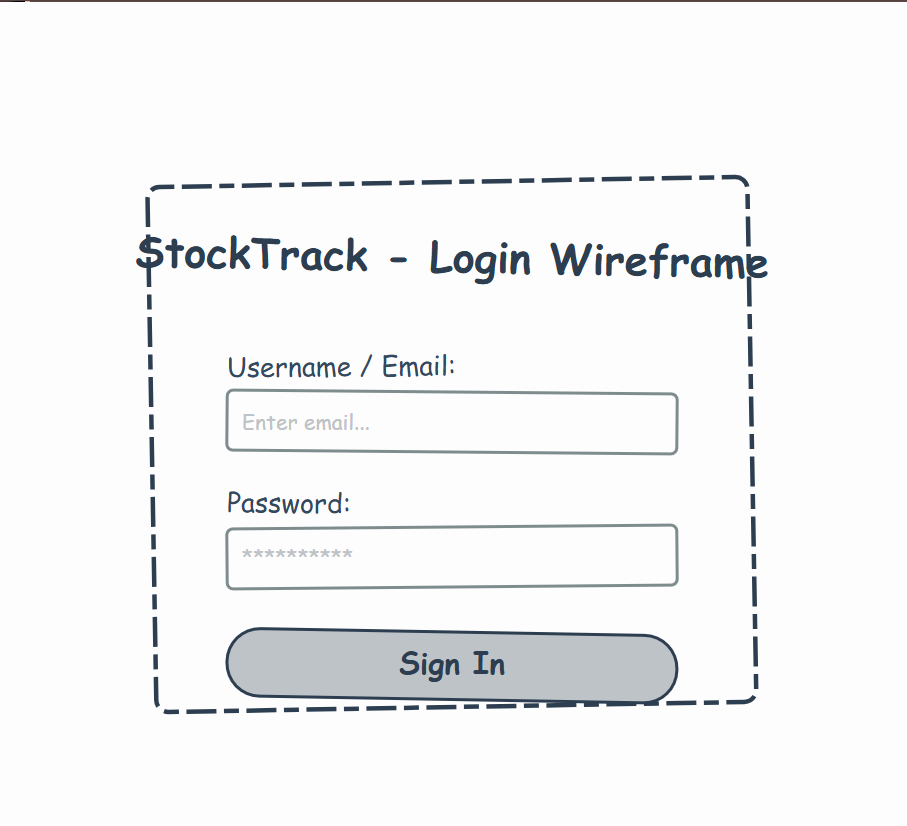 StockTrack - Login Wireframe
Username / Email:
Enter email...
Password:
**********
Sign In